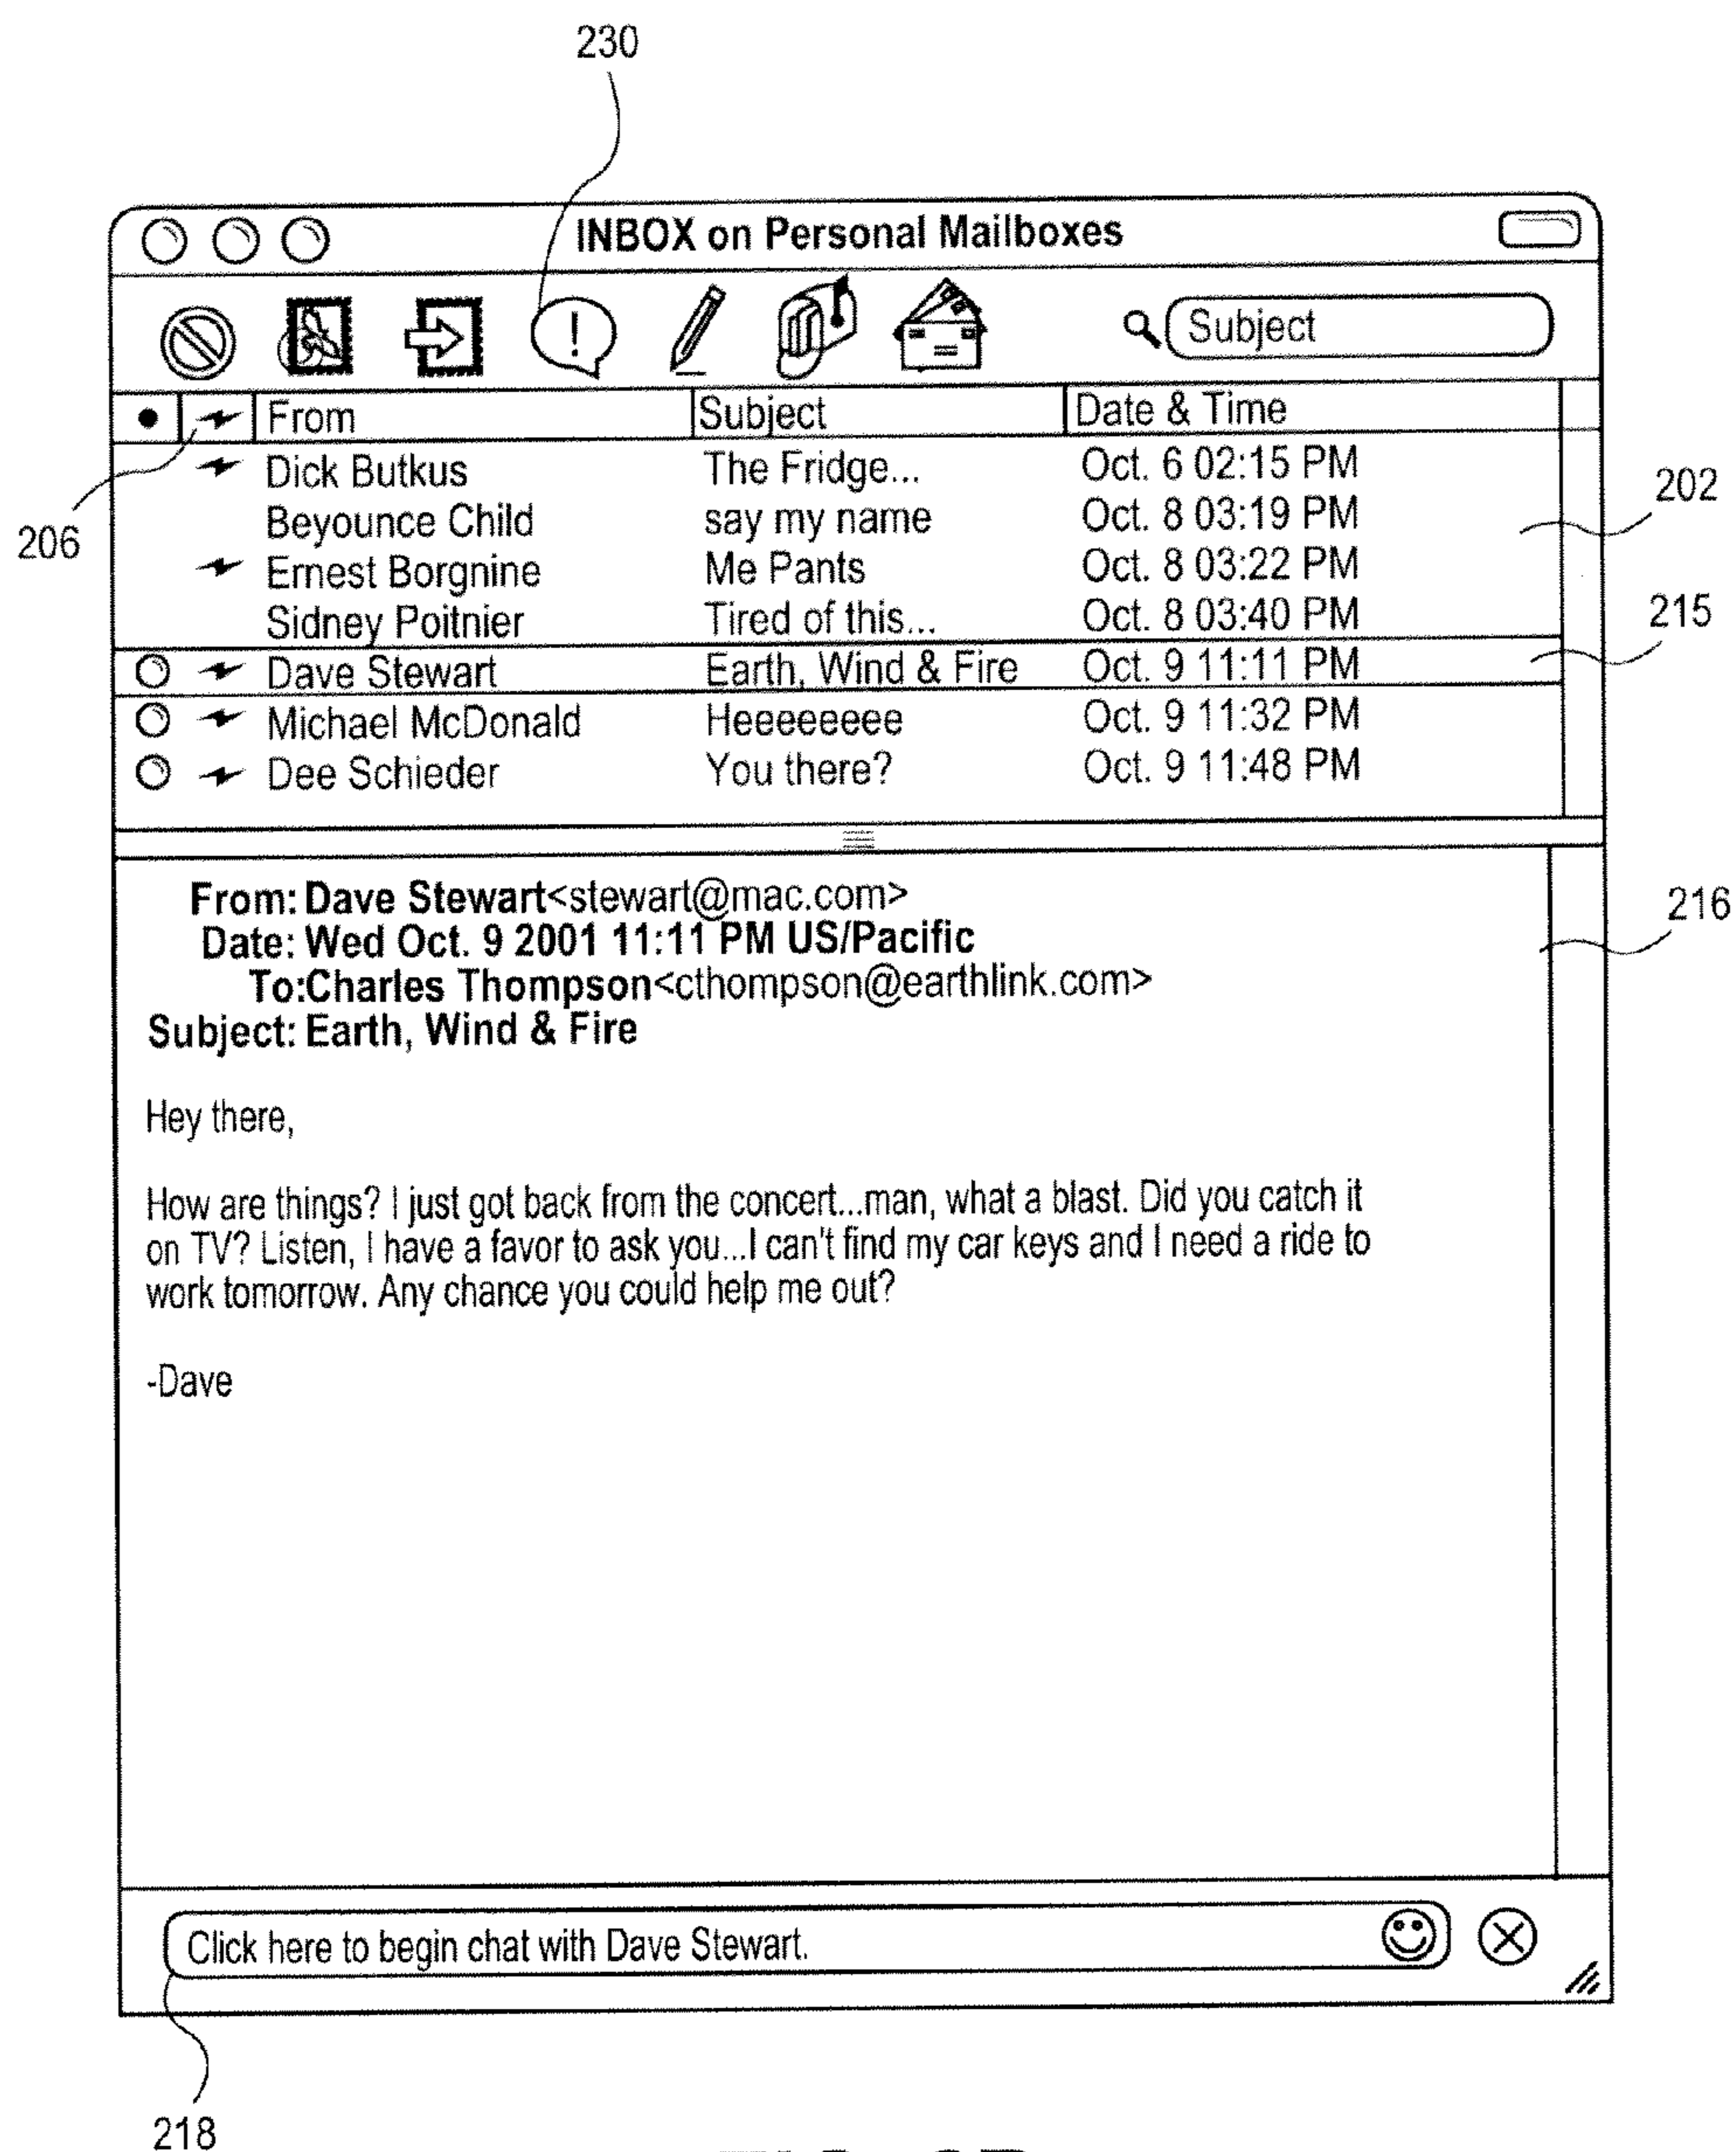 230
INBOX on Personal Mailboxes
!
Subject
From Subject Date & Time
Dick Butkus The Fridge... Oct. 6 02:15 PM
202
Beyounce Child say my name Oct. 8 03:19 PM
206
Ernest Borgnine Me Pants Oct. 8 03:22 PM
Sidney Poitnier Tired of this... Oct. 8 03:40 PM
215
Dave Stewart Earth, Wind & Fire Oct. 9 11:11 PM
Michael McDonald Heeeeeeee Oct. 9 11:32 PM
Dee Schieder You there? Oct. 9 11:48 PM
From: Dave Stewart<stewart@mac.com>
216
Date: Wed Oct. 9 2001 11:11 PM US/Pacific
To:Charles Thompson<cthompson@earthlink.com>
Subject: Earth, Wind & Fire
Hey there,
How are things? I just got back from the concert...man, what a blast. Did you catch it
on TV? Listen, I have a favor to ask you...I can't find my car keys and I need a ride to
work tomorrow. Any chance you could help me out?
-Dave
Click here to begin chat with Dave Stewart.
218